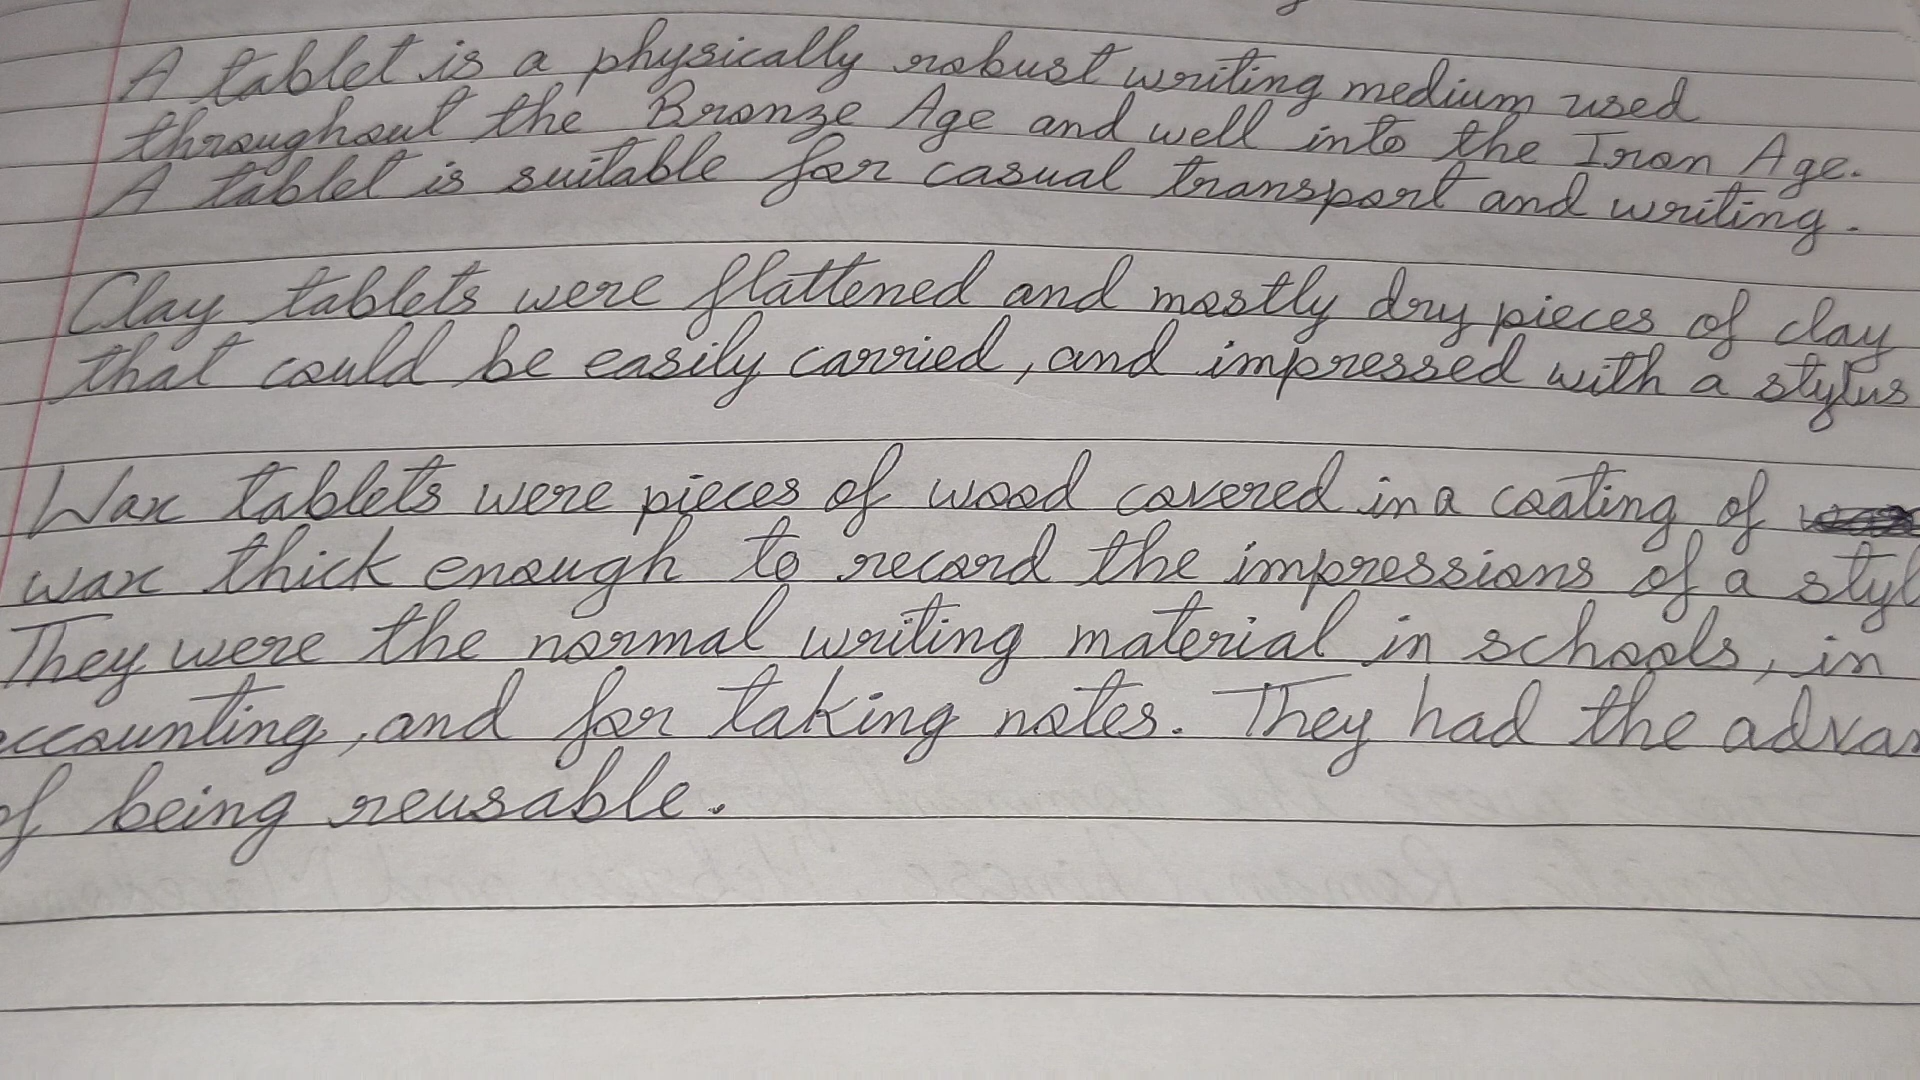 A tablet is a physically robust writing medium used
throughout the Bronze Age and well into the Iron Age.
A tablet is suitable for casual transport and writing.
Clay tablets were flattened and mostly dry pieces of clay
that could be easily carried, and impressed with a stylus
Wax tablets were pieces of wood covered in a coating of
wax thick enough to record the impressions of a styl
They were the normal writing material in schools, in
ccounting, and for taking notes. They had the advan
of being reusable.